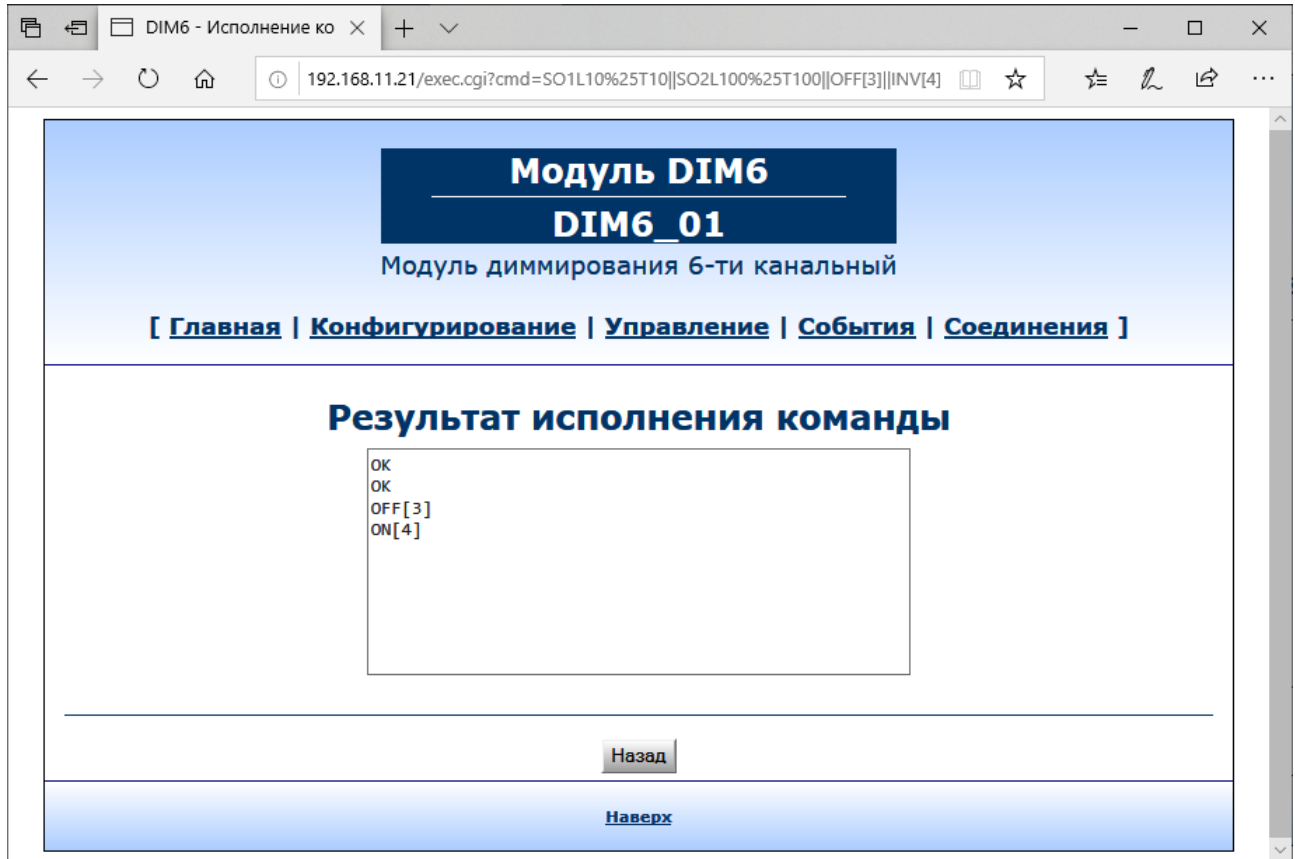 DIM6 - Исполнение ко
192.168.11.21/exec.cgi?cmd=SO1L10%25T10||SO2L100%25T100||OFF[3]||INV[4]
Модуль DIM6
DIM6_01
Модуль диммирования 6-ти канальный
[ Главная | Конфигурирование | Управление | События | Соединения ]
Результат исполнения команды
OK
OK
OFF[3]
ON[4]
Назад
Наверх